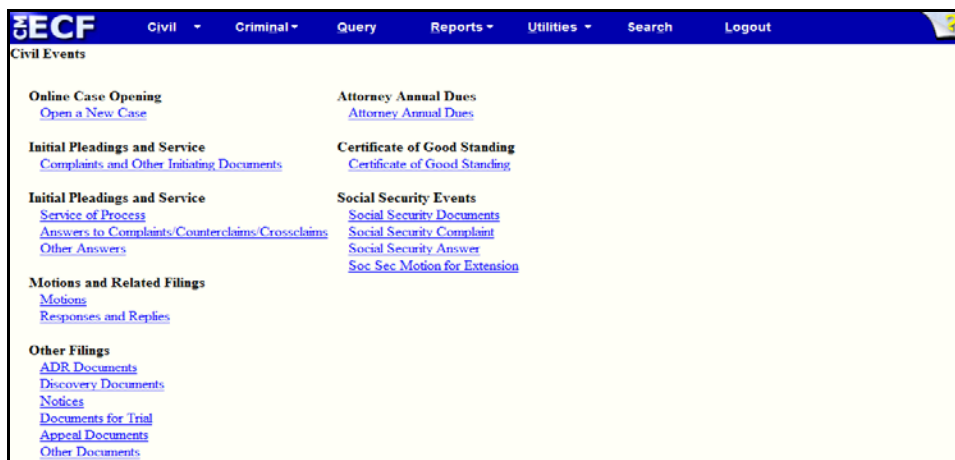 CM ECF Civil Criminal Query Reports Utilities Search Logout ?
Civil Events
Online Case Opening
Open a New Case
Initial Pleadings and Service
Complaints and Other Initiating Documents
Initial Pleadings and Service
Service of Process
Answers to Complaints/Counterclaims/Crossclaims
Other Answers
Motions and Related Filings
Motions
Responses and Replies
Other Filings
ADR Documents
Discovery Documents
Notices
Documents for Trial
Appeal Documents
Other Documents
Attorney Annual Dues
Attorney Annual Dues
Certificate of Good Standing
Certificate of Good Standing
Social Security Events
Social Security Documents
Social Security Complaint
Social Security Answer
Soc Sec Motion for Extension